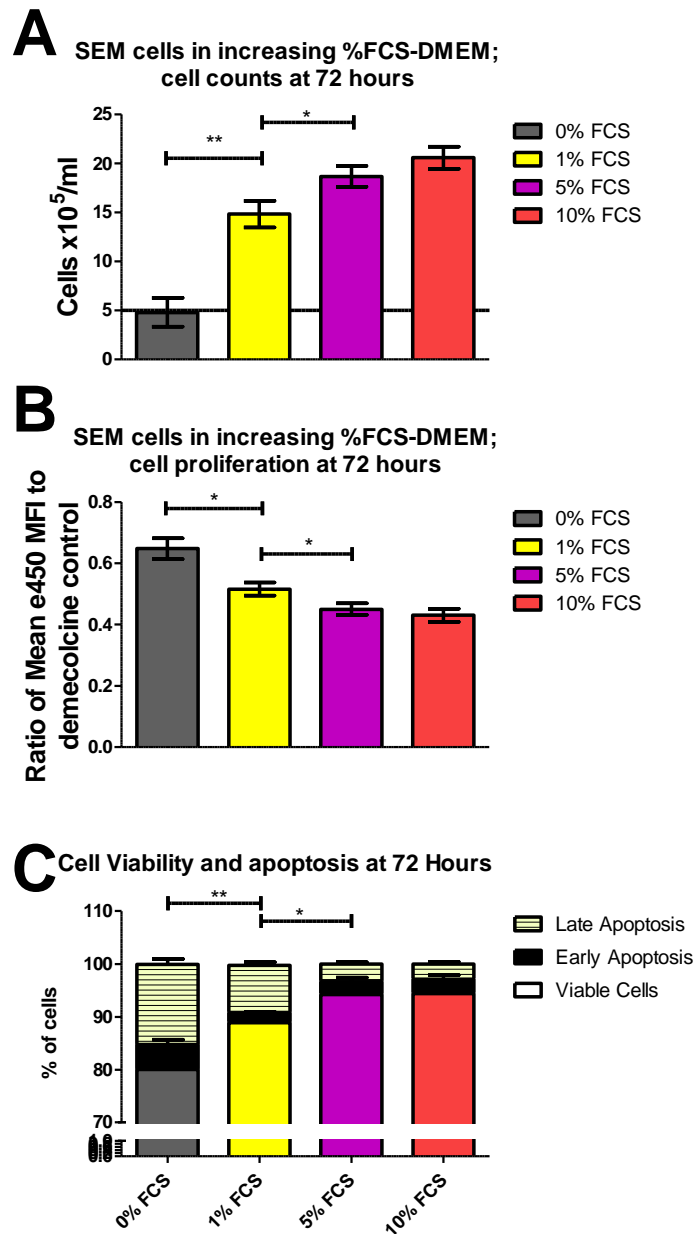 A
SEM cells in increasing %FCS-DMEM;
cell counts at 72 hours
Cells x10⁵/ml
25
20
15
10
5
0
**
*
0% FCS
1% FCS
5% FCS
10% FCS
B
SEM cells in increasing %FCS-DMEM;
cell proliferation at 72 hours
Ratio of Mean e450 MFI to
demecolcine control
0.8
0.6
0.4
0.2
0.0
*
*
0% FCS
1% FCS
5% FCS
10% FCS
C
Cell Viability and apoptosis at 72 Hours
% of cells
110
100
90
80
70
**
*
Late Apoptosis
Early Apoptosis
Viable Cells
0% FCS
1% FCS
5% FCS
10% FCS